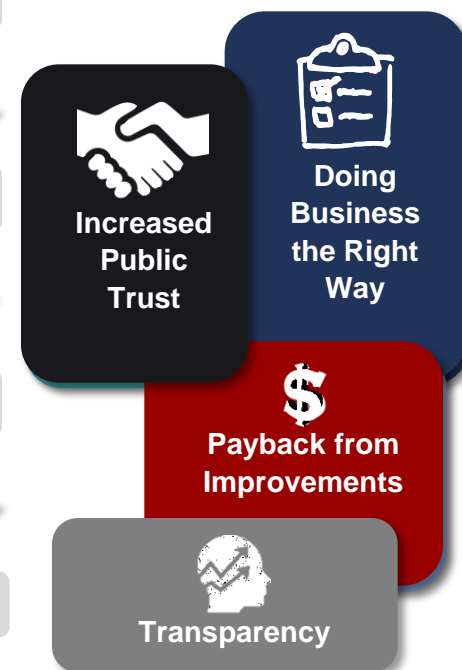 Increased
Public
Trust
Doing
Business
the Right
Way
$
Payback from
Improvements
Transparency